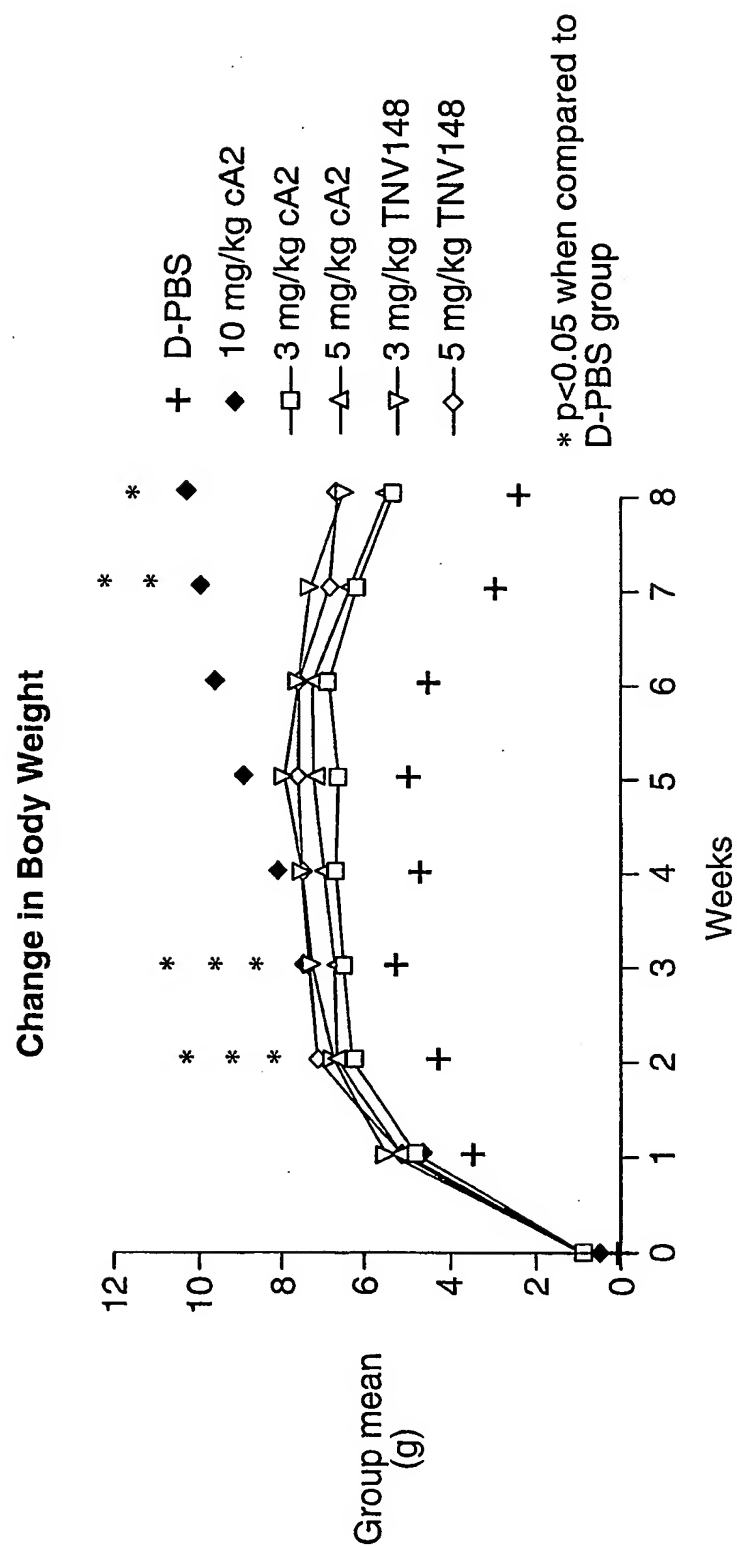 Change in Body Weight
Group mean
(g)
12
10
8
6
4
2
0
0 1 2 3 4 5 6 7 8
Weeks
* * * * * * * * *
D-PBS
10 mg/kg cA2
3 mg/kg cA2
5 mg/kg cA2
3 mg/kg TNV148
5 mg/kg TNV148
* p<0.05 when compared to
D-PBS group